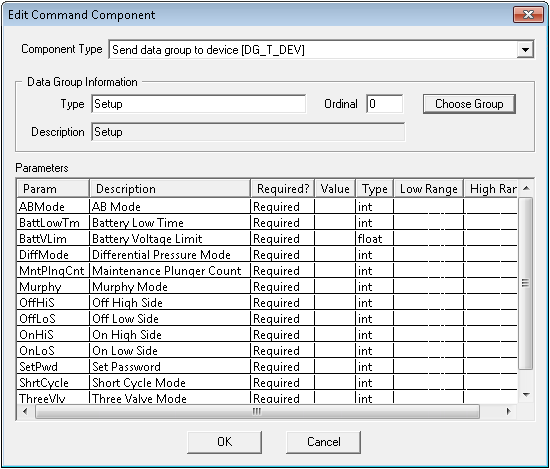 Edit Command Component
Component Type Send data group to device [DG_T_DEV]
Data Group Information
Type Setup Ordinal 0 Choose Group
Description Setup
Parameters
Param Description Required? Value Type Low Range High Ran
ABMode AB Mode Required int
BattLowTm Battery Low Time Required int
BattVLim Battery Voltage Limit Required float
DiffMode Differential Pressure Mode Required int
MntPlngCnt Maintenance Plunger Count Required int
Murphy Murphy Mode Required int
OffHiS Off High Side Required int
OffLoS Off Low Side Required int
OnHiS On High Side Required int
OnLoS On Low Side Required int
SetPwd Set Password Required int
ShrtCycle Short Cycle Mode Required int
ThreeVlv Three Valve Mode Required int
OK Cancel